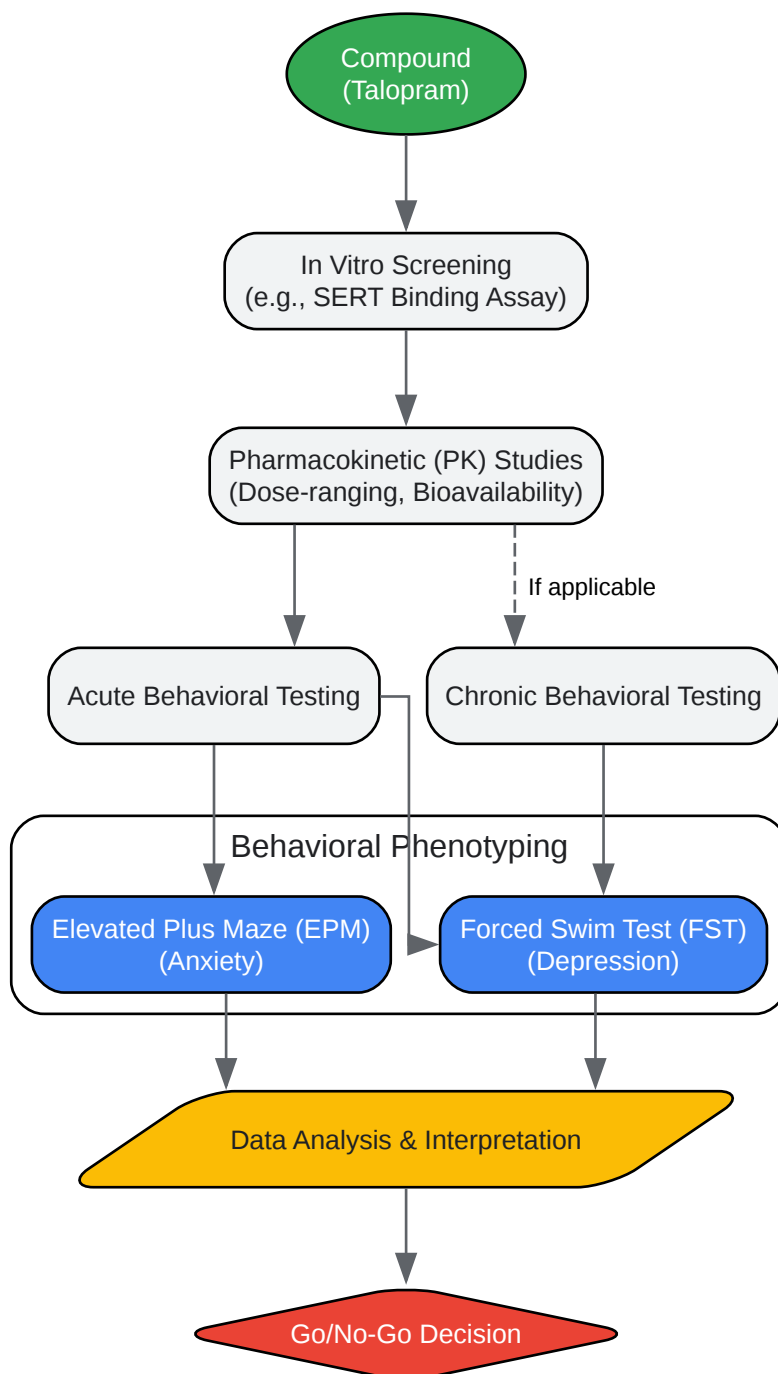 Compound
(Talopram)
In Vitro Screening
(e.g., SERT Binding Assay)
Pharmacokinetic (PK) Studies
(Dose-ranging, Bioavailability)
If applicable
Acute Behavioral Testing
Chronic Behavioral Testing
Behavioral Phenotyping
Elevated Plus Maze (EPM)
(Anxiety)
Forced Swim Test (FST)
(Depression)
Data Analysis & Interpretation
Go/No-Go Decision